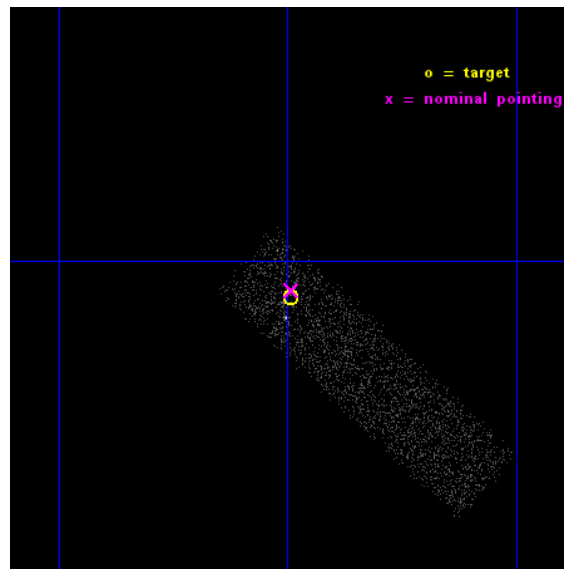 o = target
x = nominal pointing